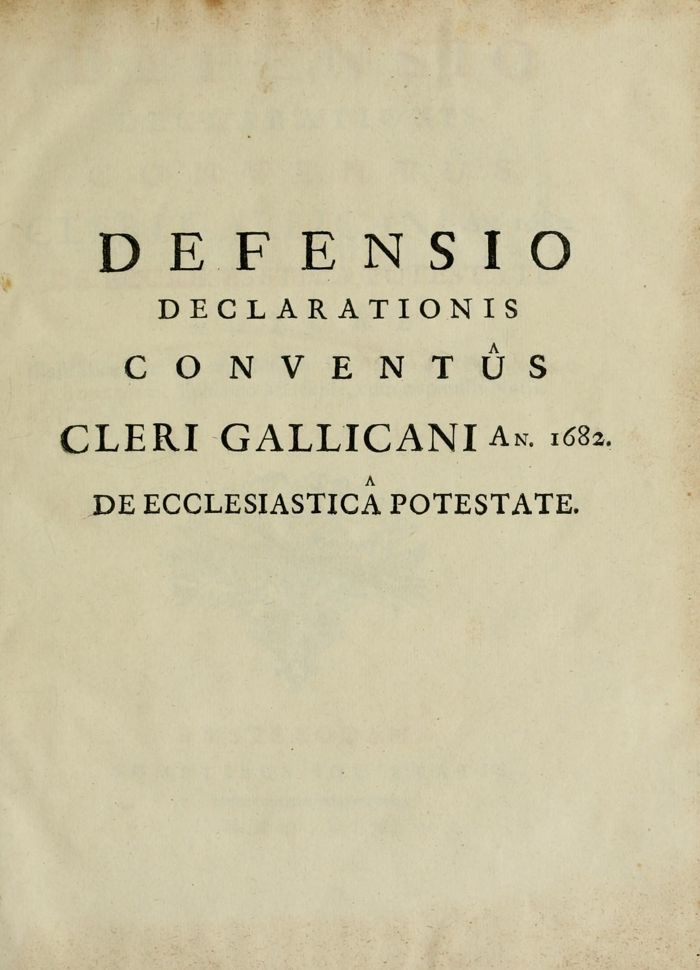 DEFENSIO
DECLARATIONIS
CONVENTÛS
CLERI GALLICANI AN. 1682.
DE ECCLESIASTICÂ POTESTATE.